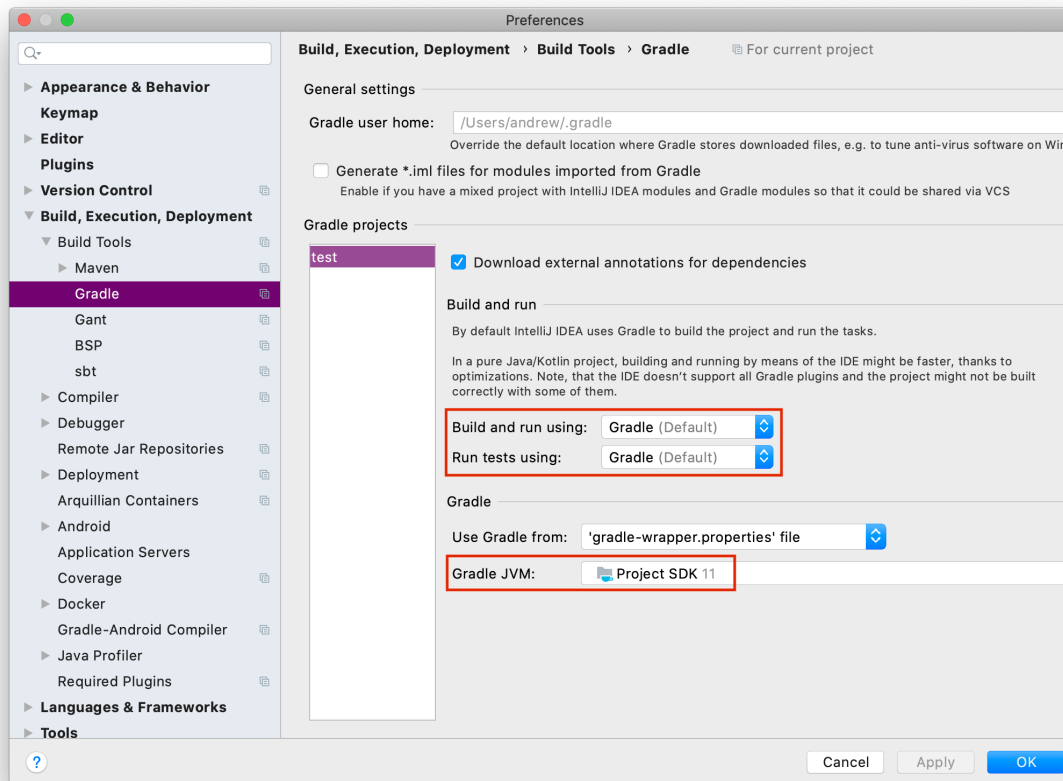 Preferences
Appearance & Behavior
Keymap
Editor
Plugins
Version Control
Build, Execution, Deployment
Build Tools
Maven
Gradle
Gant
BSP
sbt
Compiler
Debugger
Remote Jar Repositories
Deployment
Arquillian Containers
Android
Application Servers
Coverage
Docker
Gradle-Android Compiler
Java Profiler
Required Plugins
Languages & Frameworks
Tools
?
Build, Execution, Deployment › Build Tools › Gradle For current project
General settings
Gradle user home: /Users/andrew/.gradle
Override the default location where Gradle stores downloaded files, e.g. to tune anti-virus software on
Generate *.iml files for modules imported from Gradle
Enable if you have a mixed project with IntelliJ IDEA modules and Gradle modules so that it could be shared via VCS
Gradle projects
test
Download external annotations for dependencies
Build and run
By default IntelliJ IDEA uses Gradle to build the project and run the tasks.
In a pure Java/Kotlin project, building and running by means of the IDE might be faster, thanks to
optimizations. Note, that the IDE doesn't support all Gradle plugins and the project might not be built
correctly with some of them.
Build and run using: Gradle (Default)
Run tests using: Gradle (Default)
Gradle
Use Gradle from: 'gradle-wrapper.properties' file
Gradle JVM: Project SDK 11
Cancel Apply OK